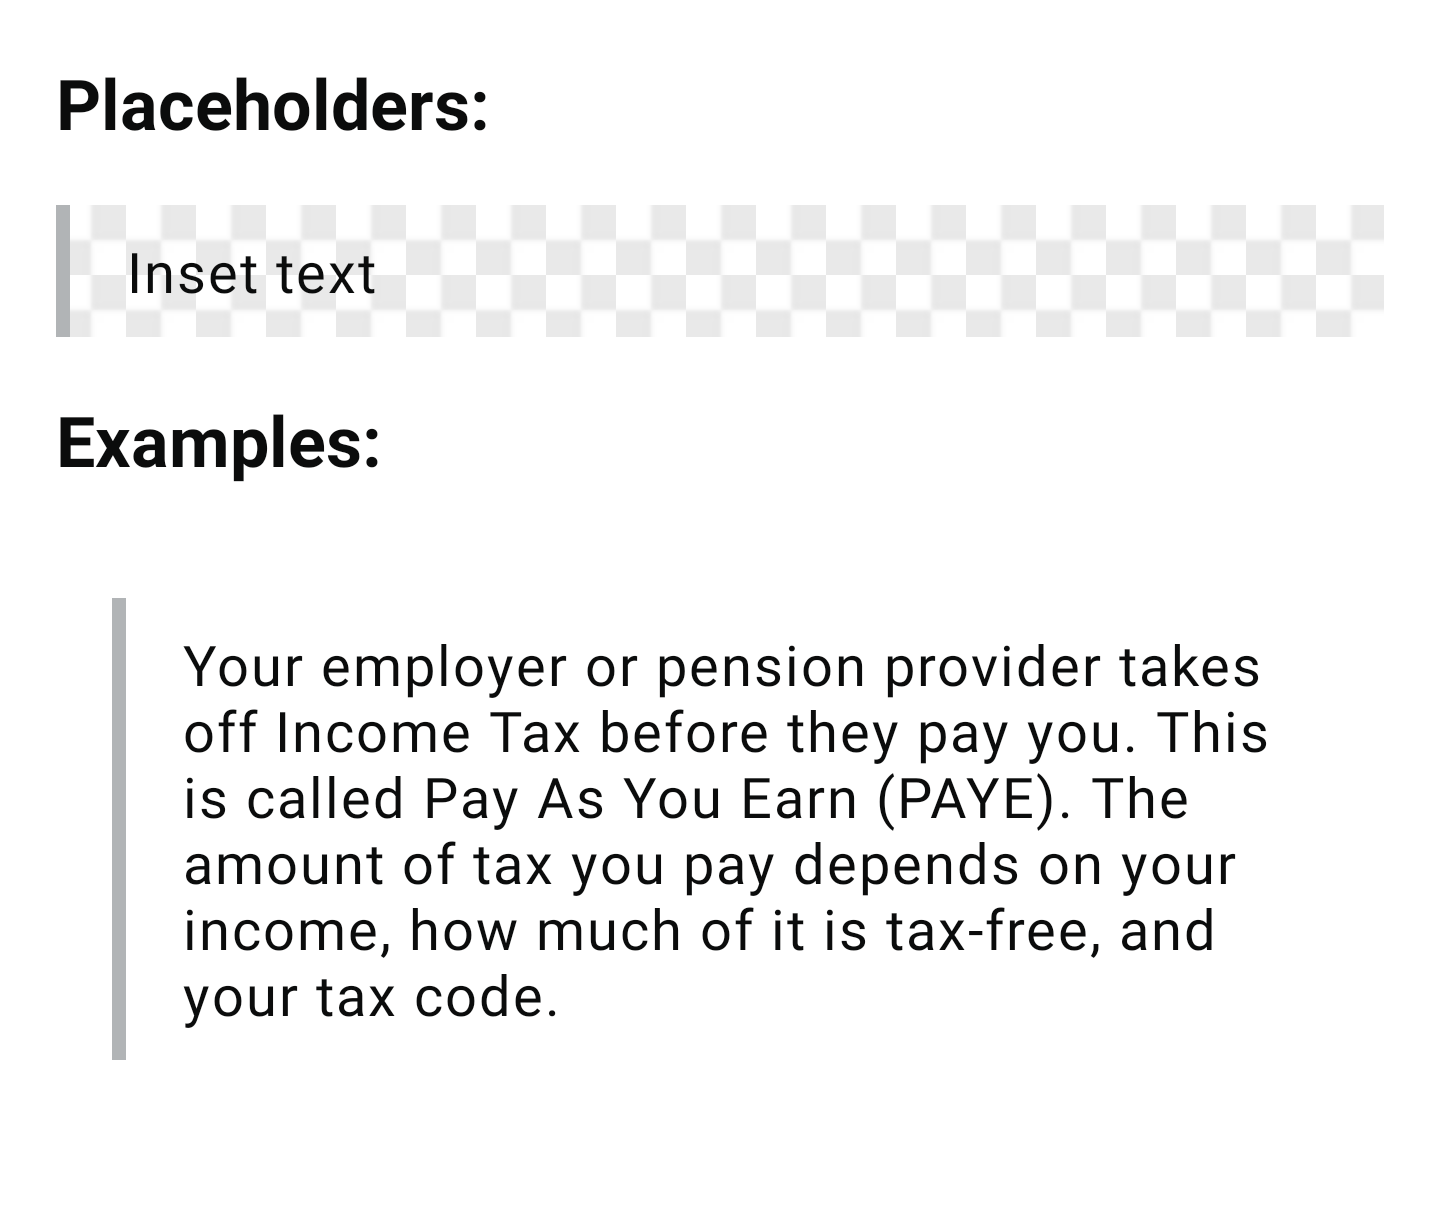 Placeholders:
Inset text
Examples:
Your employer or pension provider takes
off Income Tax before they pay you. This
is called Pay As You Earn (PAYE). The
amount of tax you pay depends on your
income, how much of it is tax-free, and
your tax code.